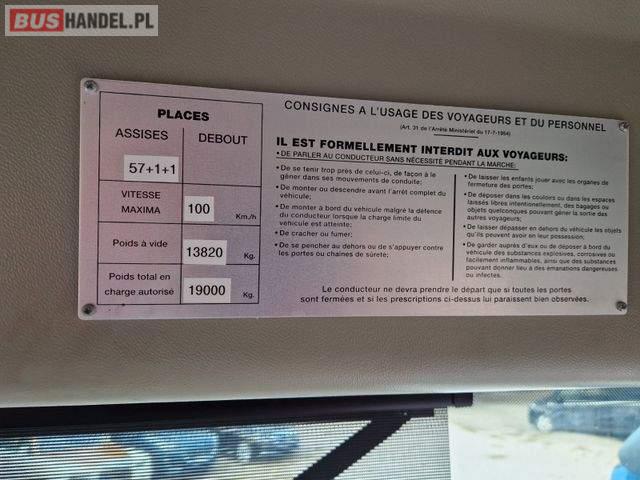 BUSHANDEL.PL
PLACES
ASSISES DEBOUT
57+1+1
VITESSE
MAXIMA 100 Km./h
Poids à vide 13820 Kg.
Poids total en
charge autorisé 19000 Kg.
CONSIGNES A L'USAGE DES VOYAGEURS ET DU PERSONNEL
(Art. 31 de l'Arrêté Ministériel du 17-7-1954)
IL EST FORMELLEMENT INTERDIT AUX VOYAGEURS:
• DE PARLER AU CONDUCTEUR SANS NÉCESSITÉ PENDANT LA MARCHE:
• De se tenir trop près de celui-ci, de façon à le
gêner dans ses mouvements de conduite;
• De monter ou descendre avant l'arrêt complet du
véhicule;
• De monter à bord du véhicule malgré la défence
du conducteur lorsque la charge limite du
véhicule est atteinte;
• De cracher ou fumer;
• De se pencher au dehors ou de s'appuyer contre
les portes ou chaînes de sûreté;
• De laisser les enfants jouer avec les organes de
fermeture des portes;
• De déposer dans les couloirs ou dans les espaces
laissés libres intentionnellement, des bagages ou
objets quelconques pouvant gêner la sortie des
autres voyageurs;
• De laisser dépasser en dehors du véhicule les objets
qu'ils peuvent avoir en leur possession;
• De garder auprès d'eux ou de déposer à bord du
véhicule des substances explosives, corrosives ou
facilement inflammables, ainsi que des substances
pouvant donner lieu à des émanations dangereuses
ou infectes.
Le conducteur ne devra prendre le départ que si toutes les portes
sont fermées et si les prescriptions ci-dessus lui paraissent bien observées.